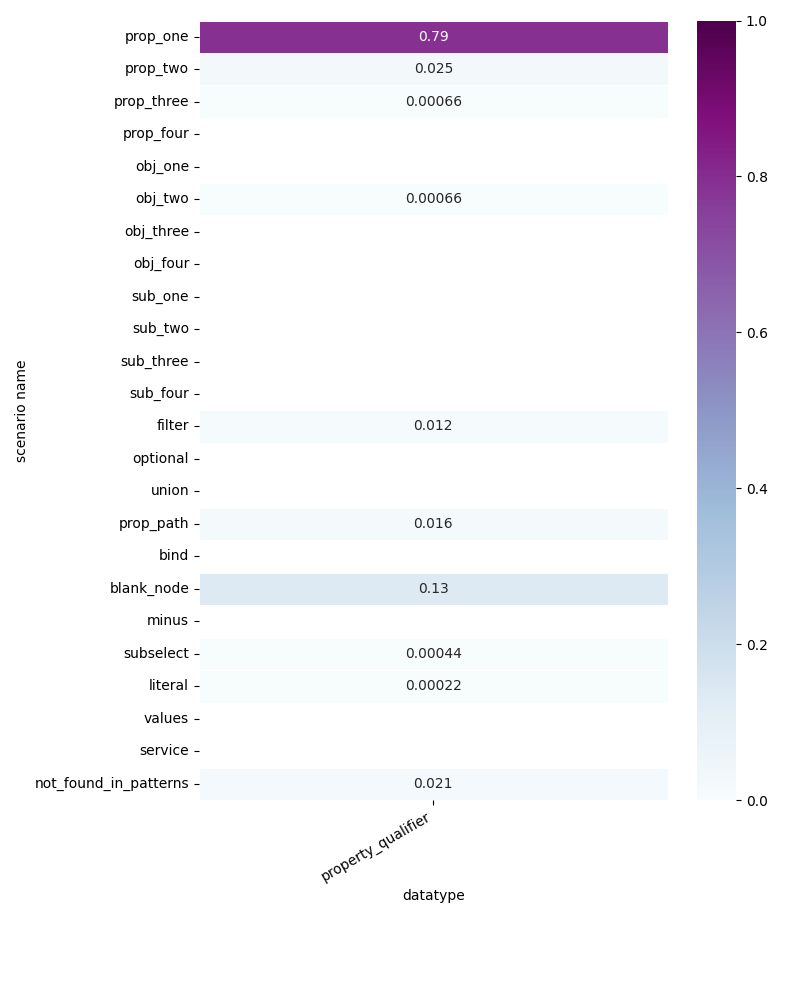 prop_one 0.79
prop_two 0.025
prop_three 0.00066
prop_four
obj_one
obj_two 0.00066
obj_three
obj_four
sub_one
sub_two
sub_three
sub_four
filter 0.012
optional
union
prop_path 0.016
bind
blank_node 0.13
minus
subselect 0.00044
literal 0.00022
values
service
not_found_in_patterns 0.021
scenario name
property_qualifier
datatype
1.0
0.8
0.6
0.4
0.2
0.0